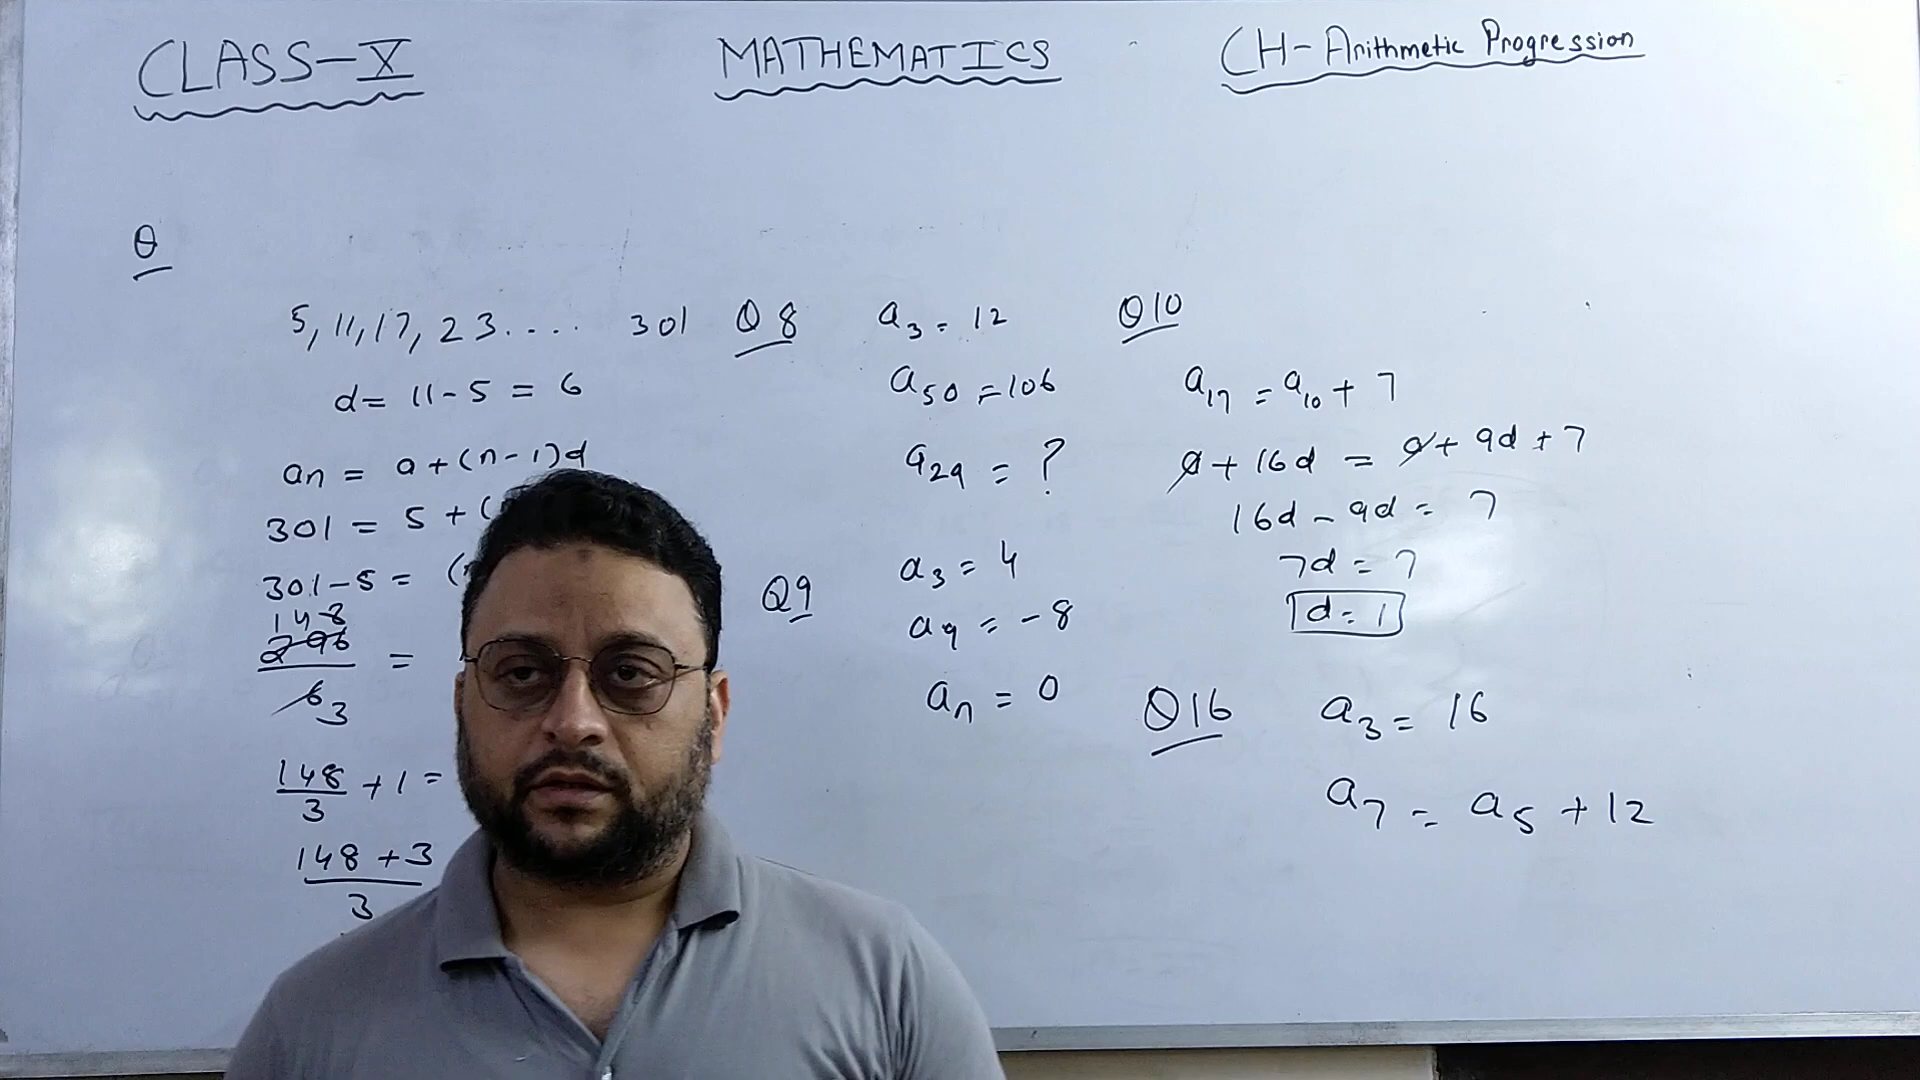 CLASS-X
MATHEMATICS
CH-Arithmetic Progression
Q
5, 11, 17, 23.... 301
d = 11-5 = 6
an = a+(n-1)d
301 = 5+(
301-5 = (
148
296
= 
63
148/3 + 1 =
148+3
3
Q8
a3 = 12
a50 = 106
a29 = ?
Q9
a3 = 4
a9 = -8
an = 0
Q10
a17 = a10 + 7
a + 16d = a + 9d + 7
16d - 9d = 7
7d = 7
d = 1
Q16
a3 = 16
a7 = a5 + 12